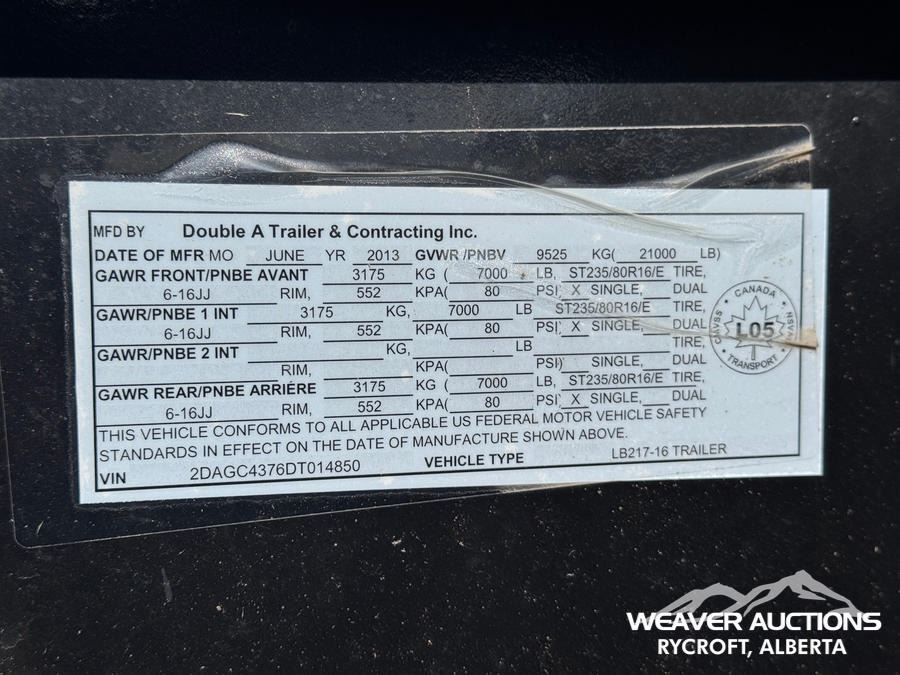 MFD BY Double A Trailer & Contracting Inc.
DATE OF MFR MO JUNE YR 2013 GVWR /PNBV 9525 KG( 21000 LB)
GAWR FRONT/PNBE AVANT 3175 KG ( 7000 LB, ST235/80R16/E TIRE,
6-16JJ RIM, 552 KPA( 80 PSI) X SINGLE, DUAL
GAWR/PNBE 1 INT 3175 KG, 7000 LB ST235/80R16/E TIRE,
6-16JJ RIM, 552 KPA( 80 PSI) X SINGLE, DUAL
GAWR/PNBE 2 INT KG, LB TIRE,
RIM, KPA( PSI) SINGLE, DUAL
GAWR REAR/PNBE ARRIÉRE 3175 KG ( 7000 LB, ST235/80R16/E TIRE,
6-16JJ RIM, 552 KPA( 80 PSI) X SINGLE, DUAL
THIS VEHICLE CONFORMS TO ALL APPLICABLE US FEDERAL MOTOR VEHICLE SAFETY
STANDARDS IN EFFECT ON THE DATE OF MANUFACTURE SHOWN ABOVE.
VIN 2DAGC4376DT014850 VEHICLE TYPE LB217-16 TRAILER
CANADA
L05
TRANSPORT
WEAVER AUCTIONS
RYCROFT, ALBERTA